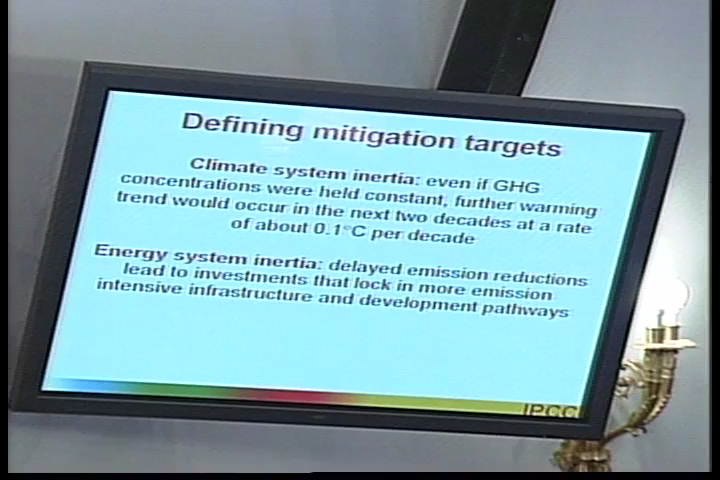 Defining mitigation targets
Climate system inertia: even if GHG
concentrations were held constant, further warming
trend would occur in the next two decades at a rate
of about 0.1°C per decade
Energy system inertia: delayed emission reductions
lead to investments that lock in more emission
intensive infrastructure and development pathways
IPCC